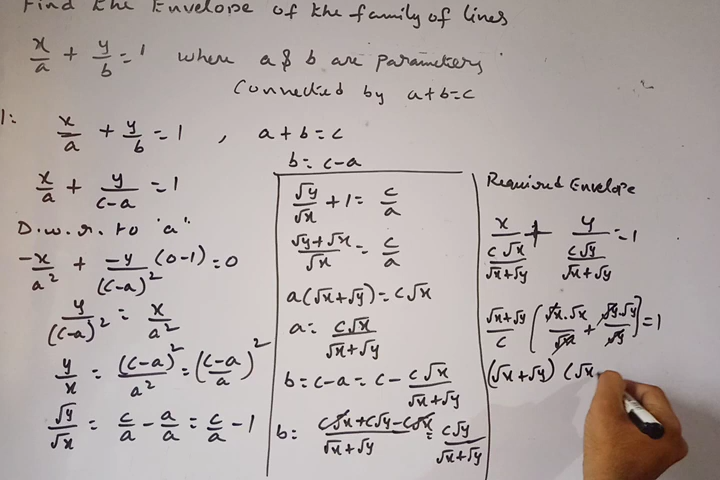 Find the Envelope of the family of lines
x/a + y/b = 1 where a & b are parameters
Connected by a+b=c
1: x/a + y/b = 1 , a+b=c
b = c-a
x/a + y/(c-a) = 1
D.w.r. to "a"
-x/a² + -y/(c-a)² (0-1) = 0
y/(c-a)² = x/a²
y/x = (c-a)²/a² = ((c-a)/a)²
√y/√x = c/a - a/a = c/a - 1
√y/√x + 1 = c/a
(√y+√x)/√x = c/a
a(√x+√y) = c√x
a = c√x/(√x+√y)
b = c-a = c - c√x/(√x+√y)
b = (c√x + c√y - c√x)/(√x+√y) = c√y/(√x+√y)
Required Envelope
x/(c√x/(√x+√y)) + y/(c√y/(√x+√y)) = 1
(√x+√y)/c [√x.√x/√x + √y.√y/√y] = 1
(√x+√y) (√x